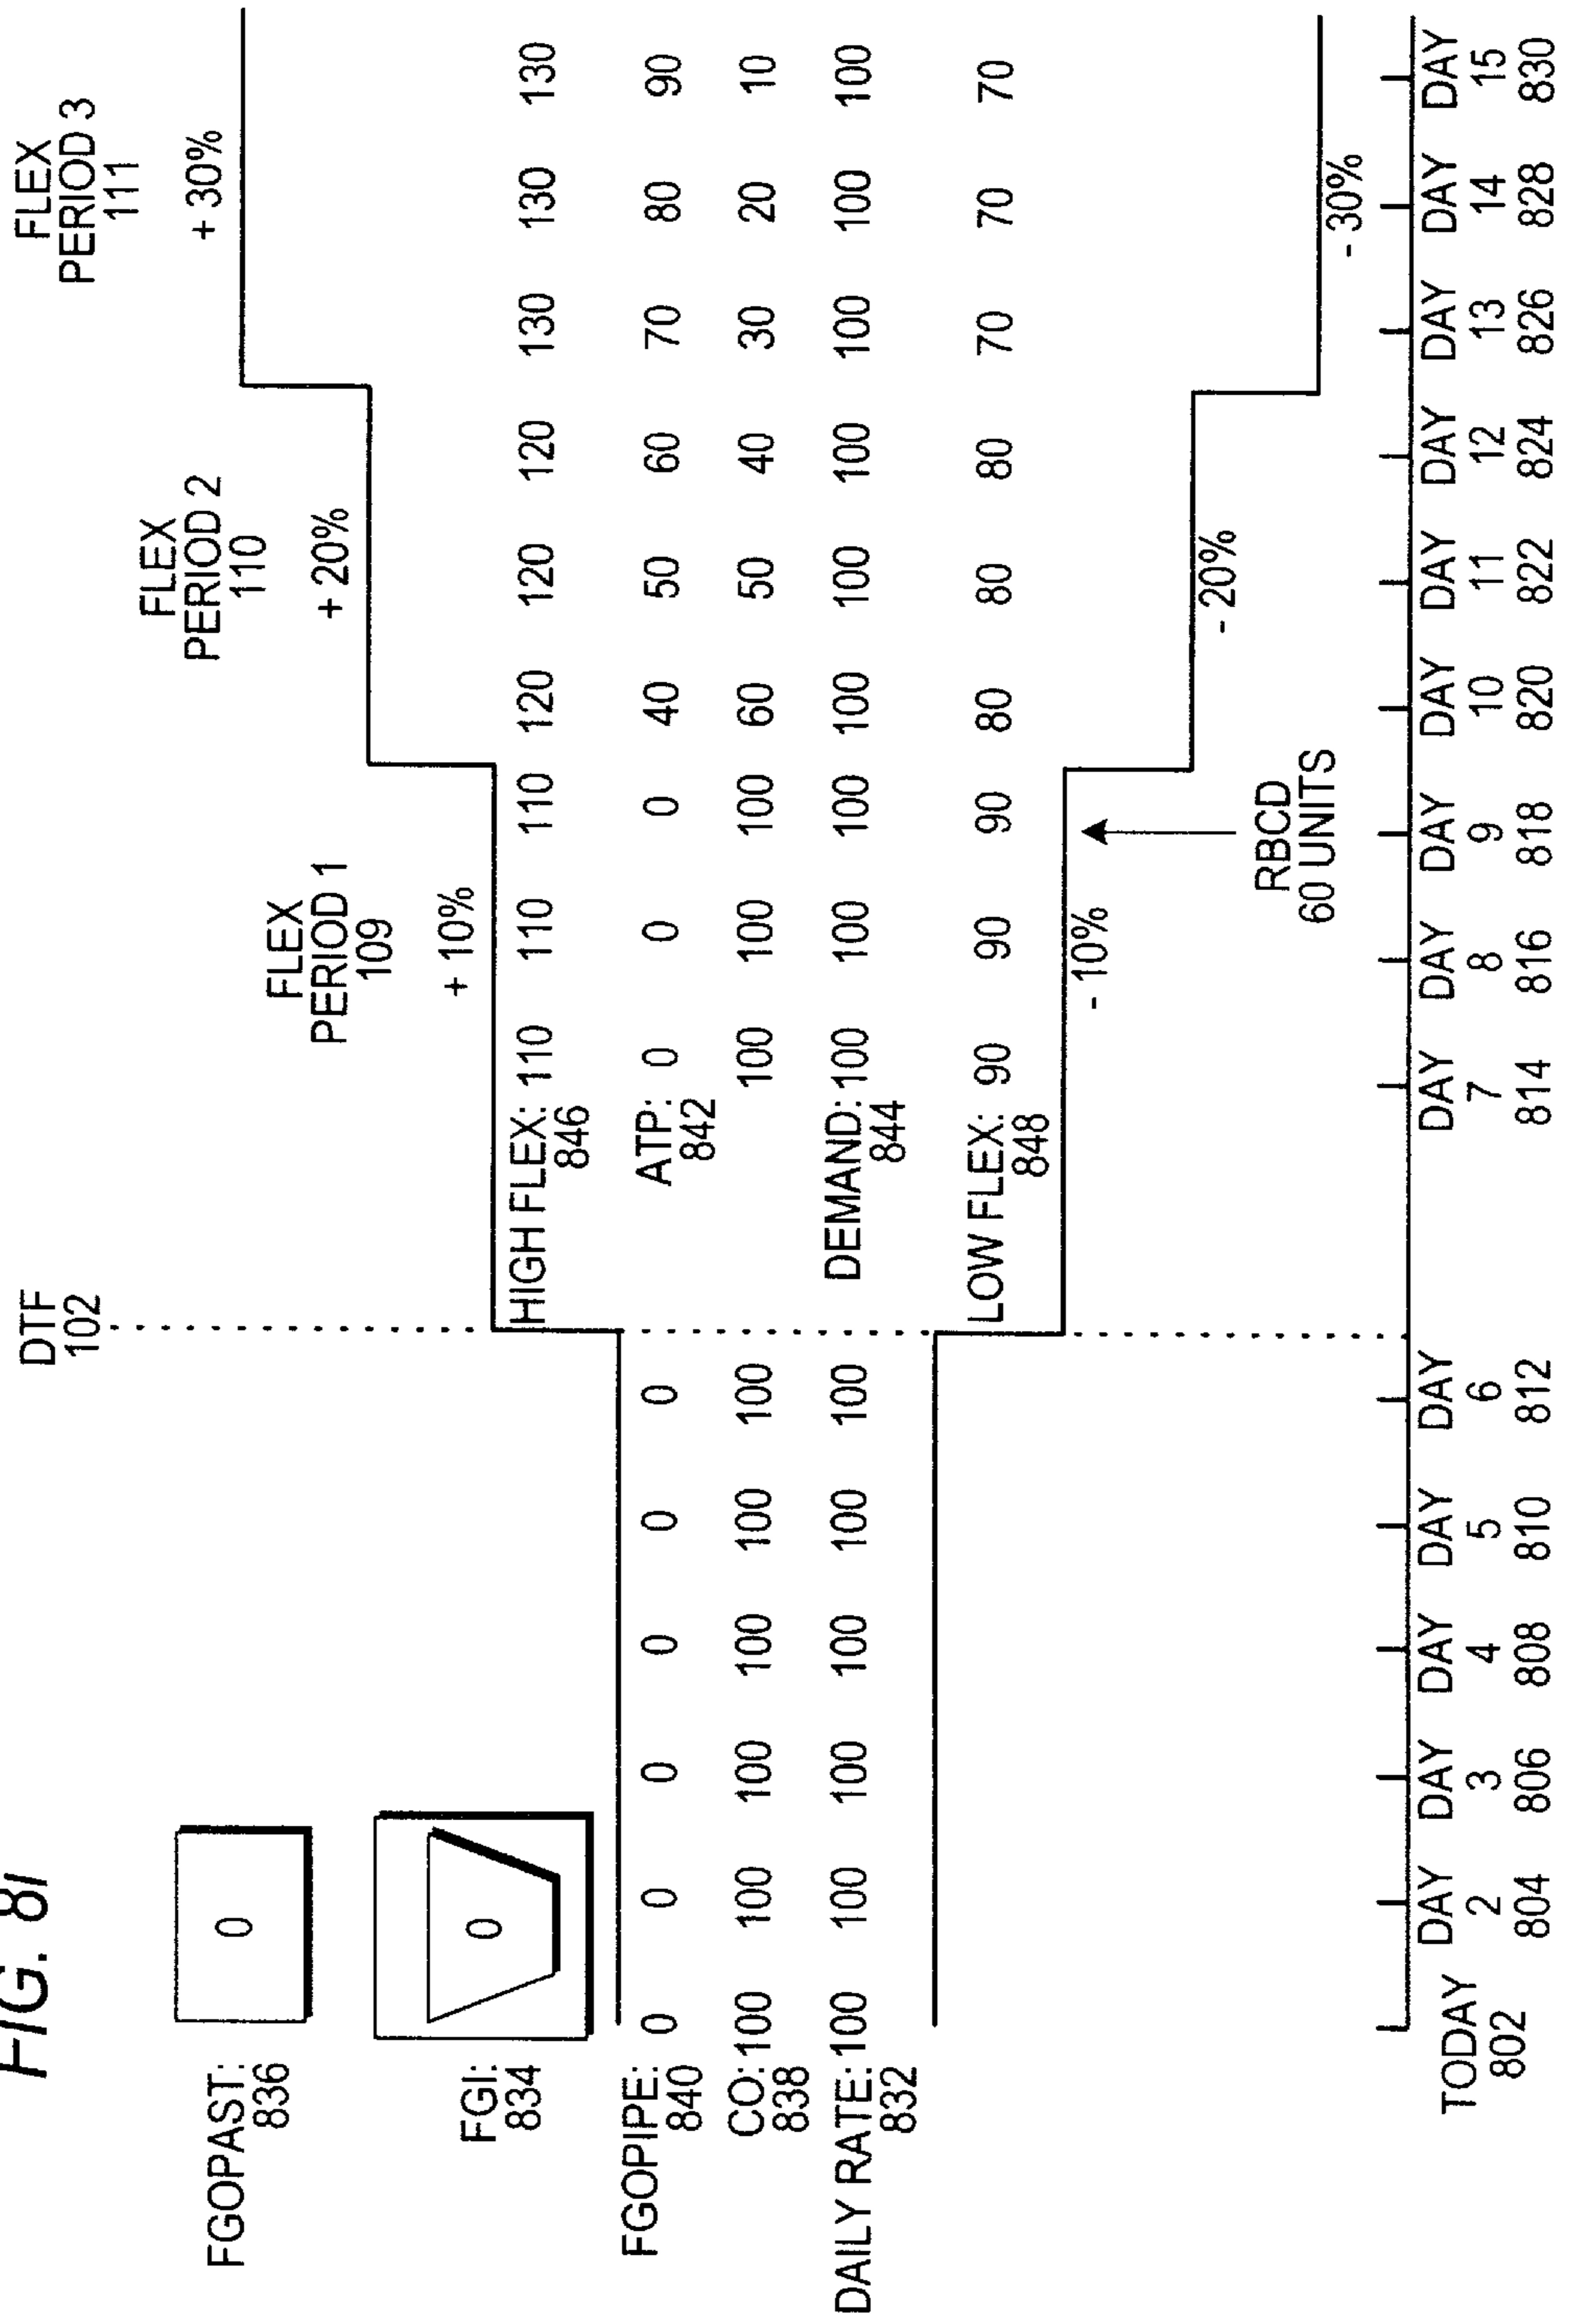 FIG. 8I
DTF
102
FLEX
PERIOD 3
111
+ 30%
FLEX
PERIOD 2
110
+ 20%
FLEX
PERIOD 1
109
+ 10%
FGOPAST:
836
0
FGI:
834
0
HIGH FLEX: 110 110 110 120 120 120 130 130 130
846
FGOPIPE: 0 0 0 0 0 0
840
ATP: 0 0 0 40 50 60 70 80 90
842
CO: 100 100 100 100 100 100 100 100 100 60 50 40 30 20 10
838
DAILY RATE: 100 100 100 100 100 100
832
DEMAND: 100 100 100 100 100 100 100 100 100
844
LOW FLEX: 90 90 90 80 80 80 70 70 70
848
- 10%
- 20%
- 30%
RBCD
60 UNITS
TODAY
802
DAY
2
804
DAY
3
806
DAY
4
808
DAY
5
810
DAY
6
812
DAY
7
814
DAY
8
816
DAY
9
818
DAY
10
820
DAY
11
822
DAY
12
824
DAY
13
826
DAY
14
828
DAY
15
830